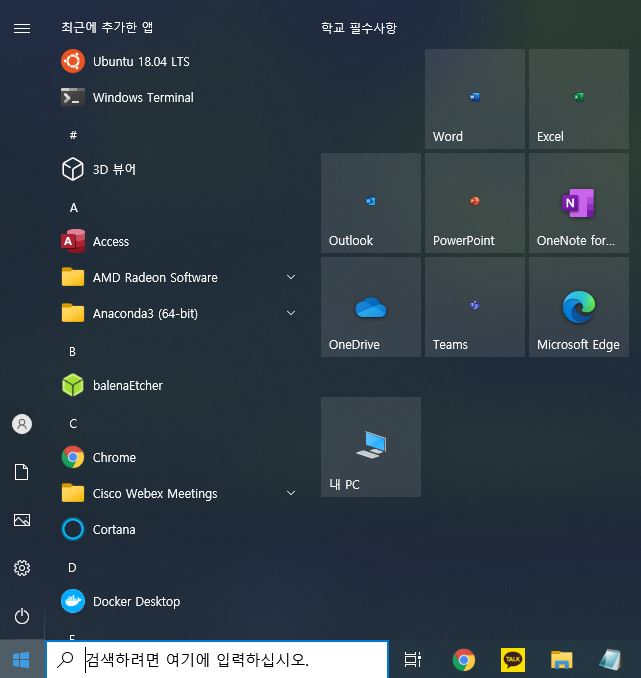 최근에 추가한 앱
Ubuntu 18.04 LTS
Windows Terminal
#
3D 뷰어
A
Access
AMD Radeon Software
Anaconda3 (64-bit)
B
balenaEtcher
C
Chrome
Cisco Webex Meetings
Cortana
D
Docker Desktop
학교 필수사항
Word
Excel
Outlook
PowerPoint
N
OneNote for...
OneDrive
Teams
Microsoft Edge
내 PC
검색하려면 여기에 입력하십시오.
TALK